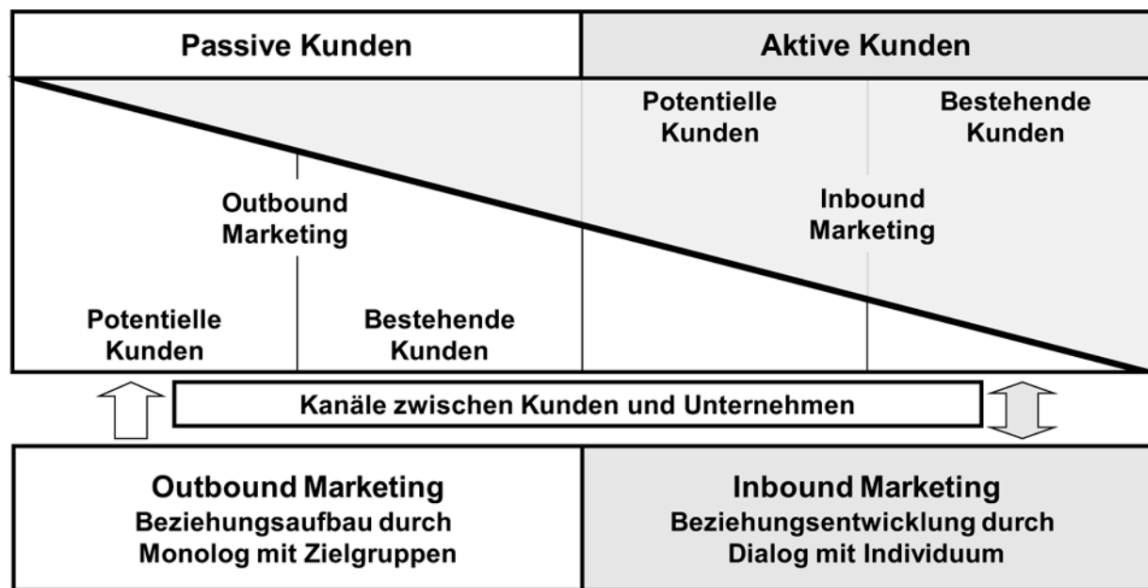 Passive Kunden
Aktive Kunden
Potentielle
Kunden
Bestehende
Kunden
Outbound
Marketing
Inbound
Marketing
Potentielle
Kunden
Bestehende
Kunden
Kanäle zwischen Kunden und Unternehmen
Outbound Marketing
Beziehungsaufbau durch
Monolog mit Zielgruppen
Inbound Marketing
Beziehungsentwicklung durch
Dialog mit Individuum